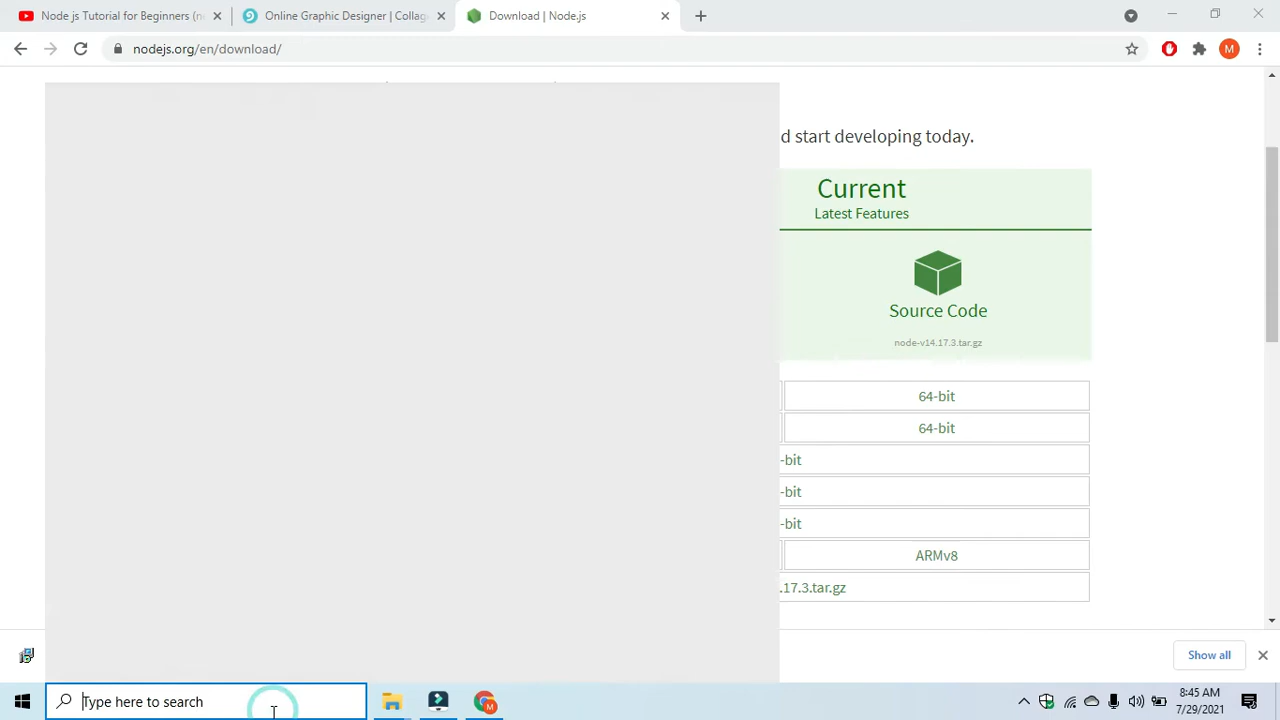 Node js Tutorial for Beginners (n
Online Graphic Designer | Collag
Download | Node.js
nodejs.org/en/download/
M
d start developing today.
Current
Latest Features
Source Code
node-v14.17.3.tar.gz
64-bit
64-bit
-bit
-bit
-bit
ARMv8
.17.3.tar.gz
Show all
Type here to search
M
8:45 AM
7/29/2021